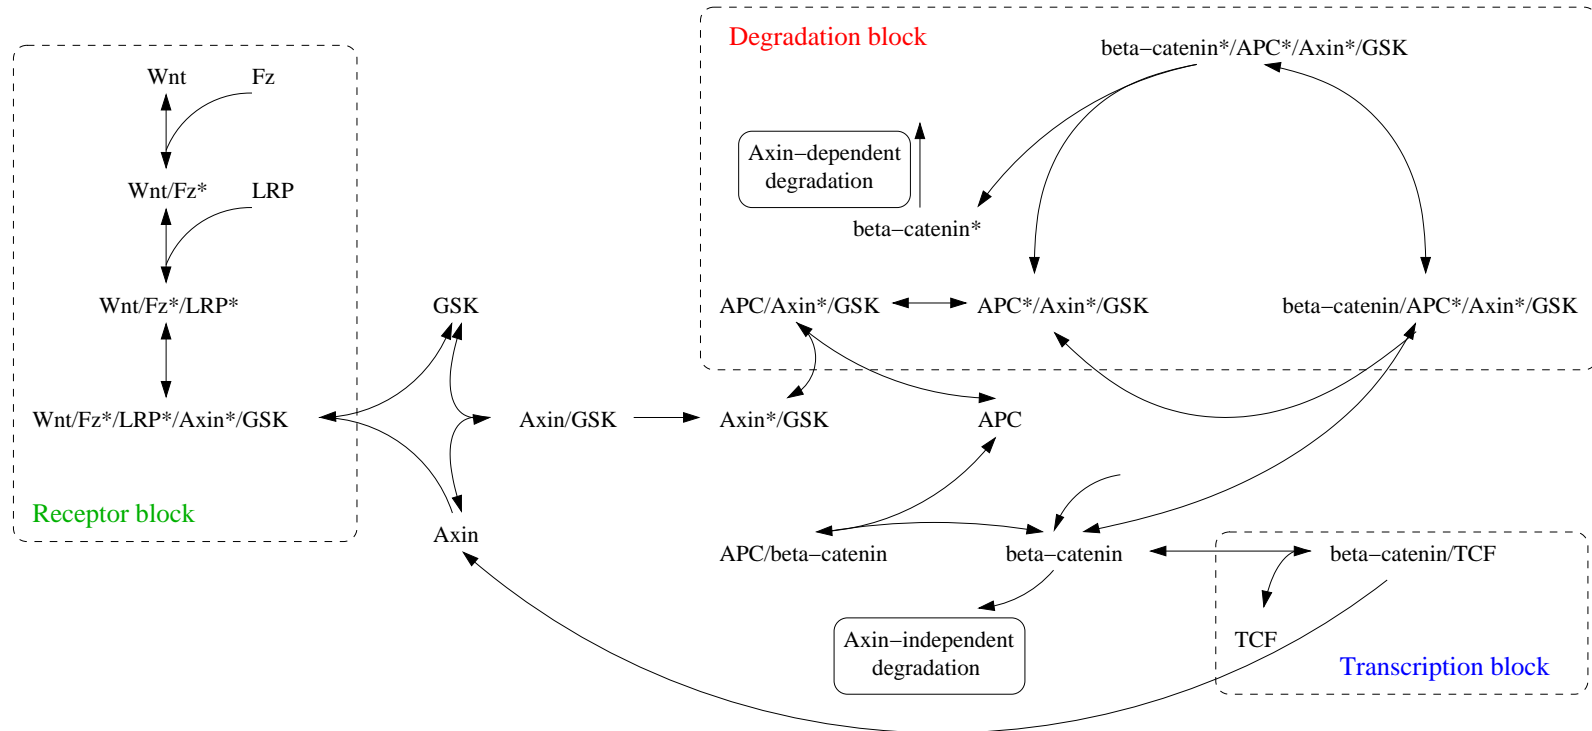 Degradation block
beta−catenin*/APC*/Axin*/GSK
Wnt
Fz
Axin−dependent
degradation
Wnt/Fz*
LRP
beta−catenin*
Wnt/Fz*/LRP*
GSK
APC/Axin*/GSK
APC*/Axin*/GSK
beta−catenin/APC*/Axin*/GSK
Wnt/Fz*/LRP*/Axin*/GSK
Axin/GSK
Axin*/GSK
APC
Receptor block
Axin
APC/beta−catenin
beta−catenin
beta−catenin/TCF
Axin−independent
degradation
TCF
Transcription block